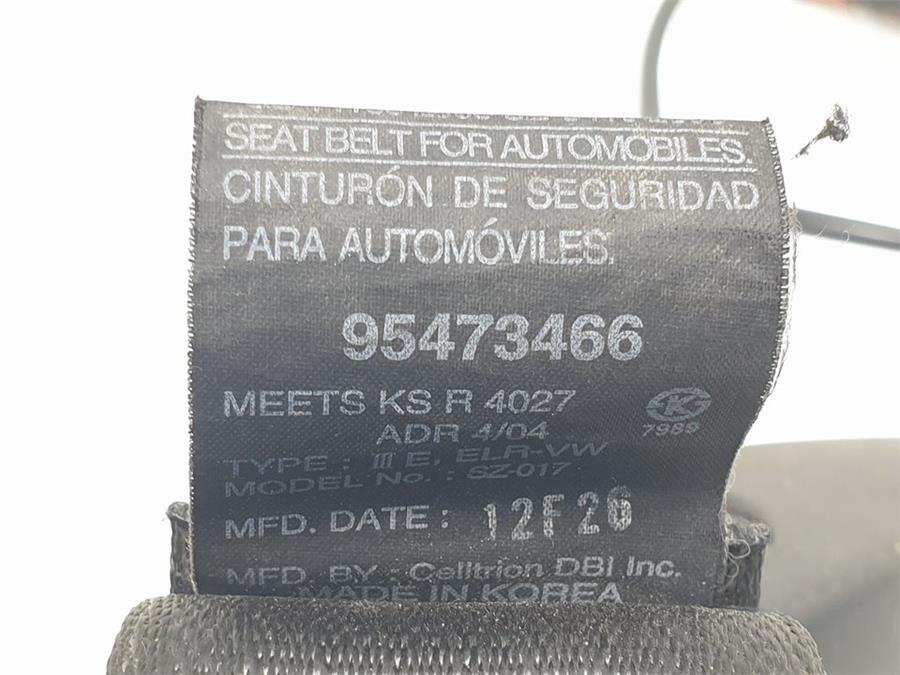 SEAT BELT FOR AUTOMOBILES.
CINTURÓN DE SEGURIDAD
PARA AUTOMÓVILES.
95473466
MEETS KS R 4027
ADR 4/04
K
7989
TYPE : III E, ELR-VW
MODEL No. : SZ-017
MFD. DATE : 12F26
MFD. BY : Celltrion DBI Inc.
MADE IN KOREA